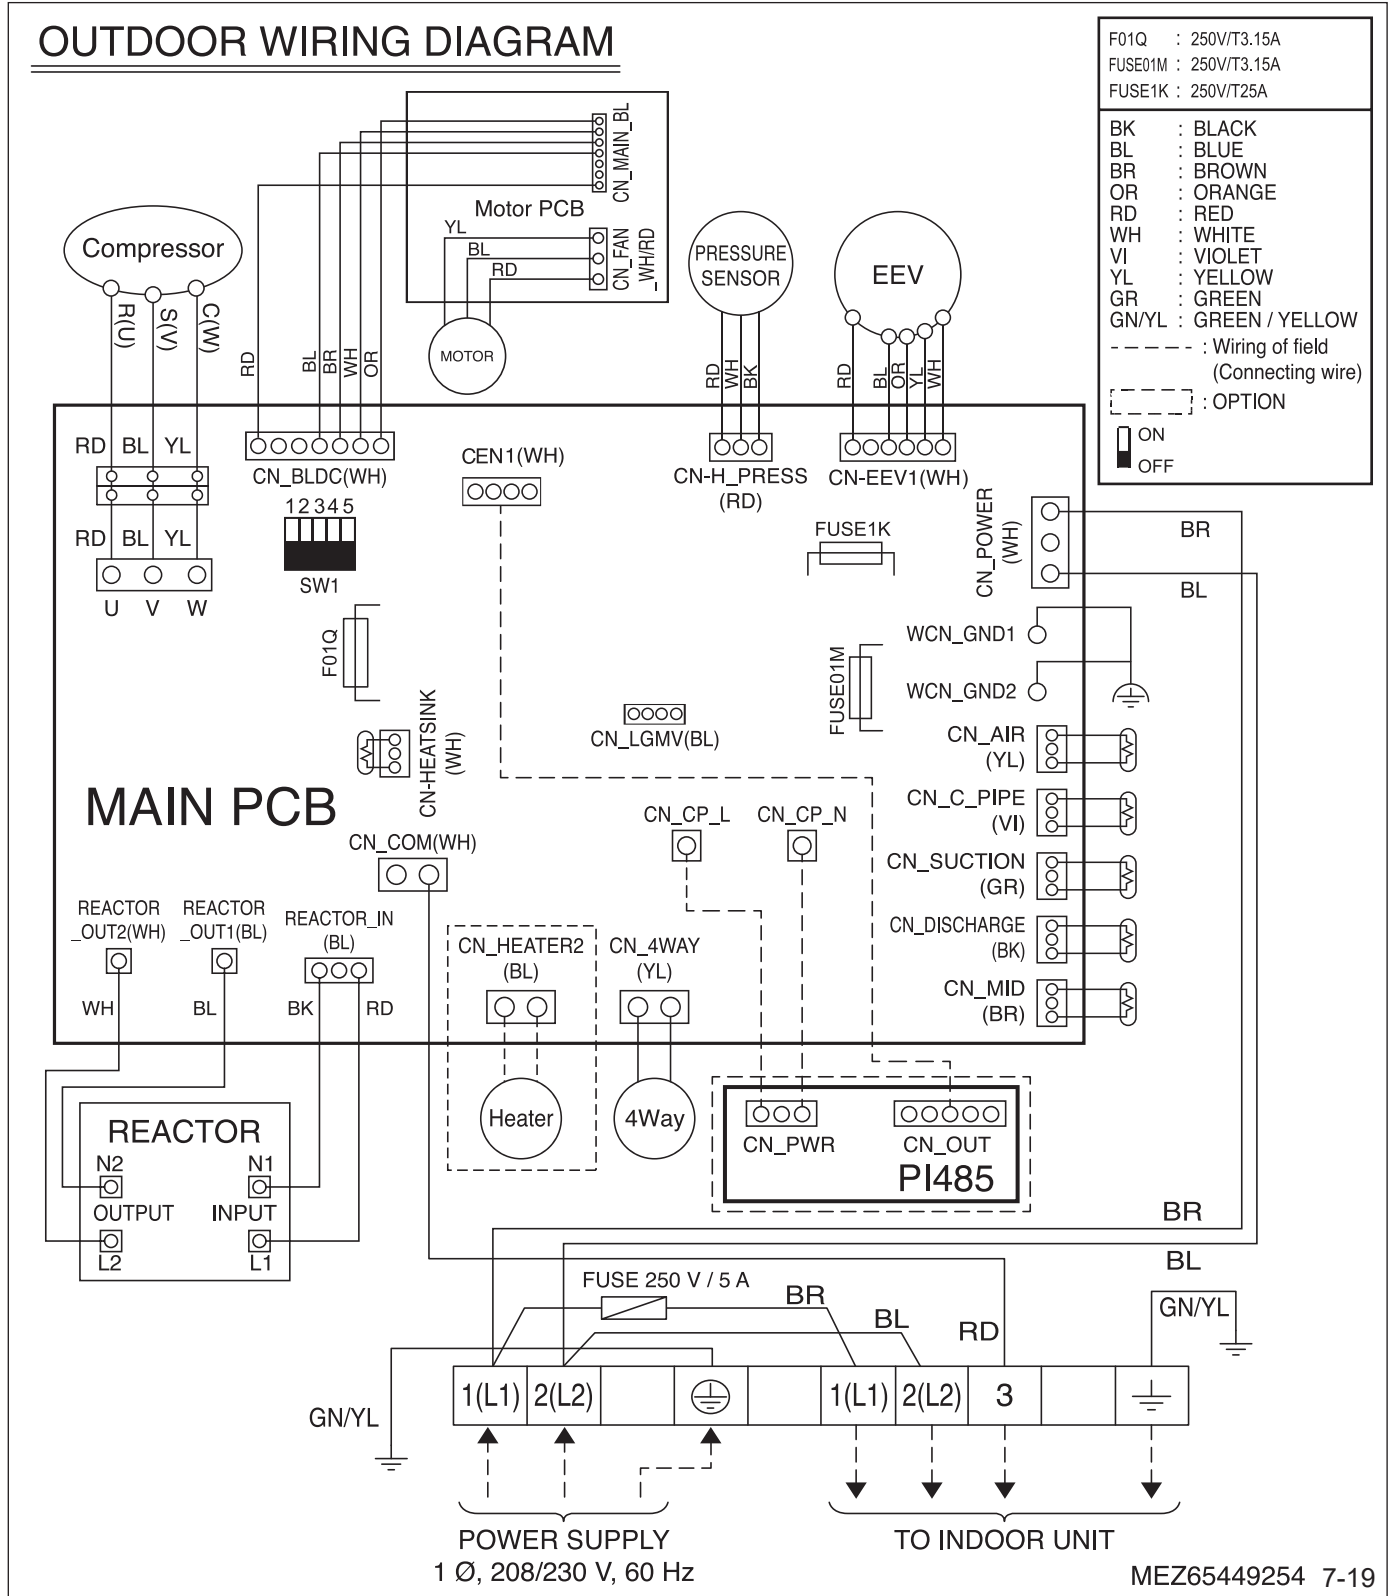 OUTDOOR WIRING DIAGRAM
F01Q : 250V/T3.15A
FUSE01M : 250V/T3.15A
FUSE1K : 250V/T25A
BK : BLACK
BL : BLUE
BR : BROWN
OR : ORANGE
RD : RED
WH : WHITE
VI : VIOLET
YL : YELLOW
GR : GREEN
GN/YL : GREEN / YELLOW
: Wiring of field
(Connecting wire)
: OPTION
ON
OFF
CN_MAIN_BL
Motor PCB
YL
BL
RD
CN_FAN
_WH/RD
MOTOR
Compressor
R(U)
S(V)
C(W)
RD
BL
BR
WH
OR
PRESSURE
SENSOR
RD
WH
BK
EEV
RD
BL
OR
YL
WH
RD BL YL
RD BL YL
U V W
CN_BLDC(WH)
12345
SW1
CEN1(WH)
CN-H_PRESS
(RD)
CN-EEV1(WH)
FUSE1K
CN_POWER
(WH)
BR
BL
F01Q
FUSE01M
WCN_GND1
WCN_GND2
CN-HEATSINK
(WH)
CN_LGMV(BL)
CN_AIR
(YL)
CN_C_PIPE
(VI)
CN_SUCTION
(GR)
CN_DISCHARGE
(BK)
CN_MID
(BR)
MAIN PCB
CN_COM(WH)
CN_CP_L
CN_CP_N
REACTOR
_OUT2(WH)
REACTOR
_OUT1(BL)
REACTOR_IN
(BL)
WH
BL
BK
RD
CN_HEATER2
(BL)
Heater
CN_4WAY
(YL)
4Way
CN_PWR
CN_OUT
PI485
REACTOR
N2
N1
OUTPUT
INPUT
L2
L1
BR
BL
FUSE 250 V / 5 A
BR
BL
RD
GN/YL
GN/YL
1(L1)
2(L2)
1(L1)
2(L2)
3
POWER SUPPLY
1 Ø, 208/230 V, 60 Hz
TO INDOOR UNIT
MEZ65449254 7-19